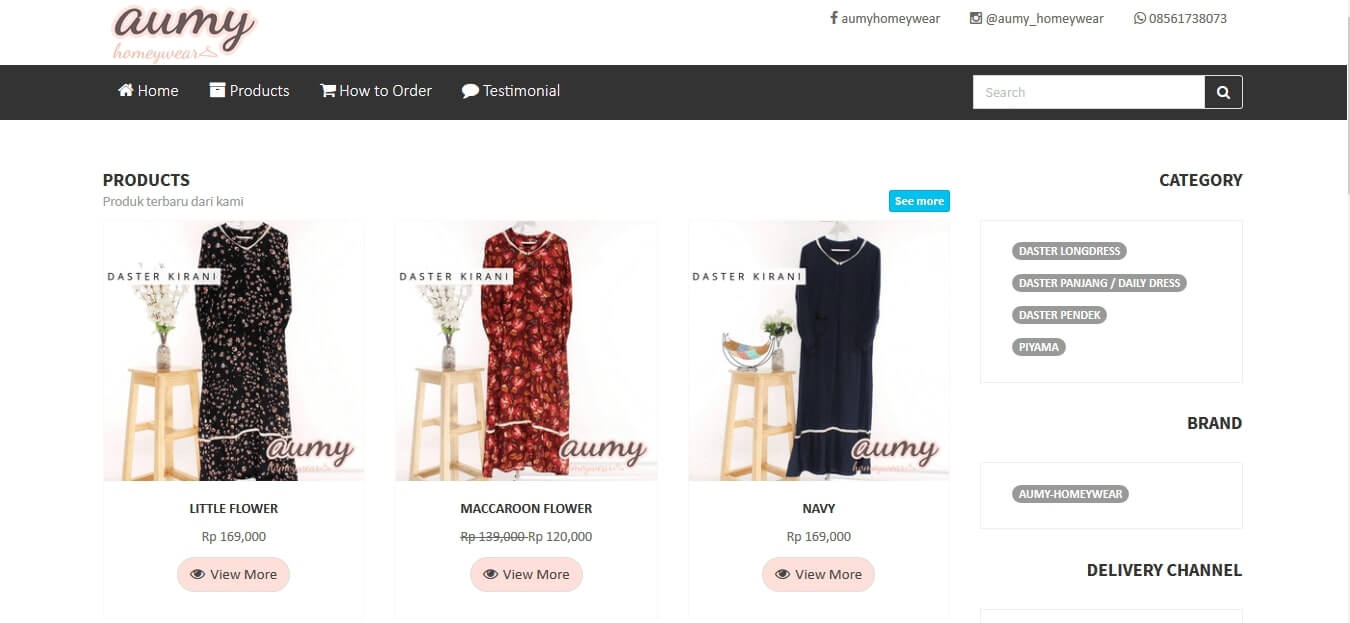 aumy
homeywear
aumyhomeywear @aumy_homeywear 08561738073
Home Products How to Order Testimonial
Search
PRODUCTS
Produk terbaru dari kami
See more
DASTER KIRANI
aumy
homeywear
LITTLE FLOWER
Rp 169,000
View More
DASTER KIRANI
aumy
homeywear
MACCAROON FLOWER
Rp 139,000 Rp 120,000
View More
DASTER KIRANI
aumy
homeywear
NAVY
Rp 169,000
View More
CATEGORY
DASTER LONGDRESS
DASTER PANJANG / DAILY DRESS
DASTER PENDEK
PIYAMA
BRAND
AUMY-HOMEYWEAR
DELIVERY CHANNEL